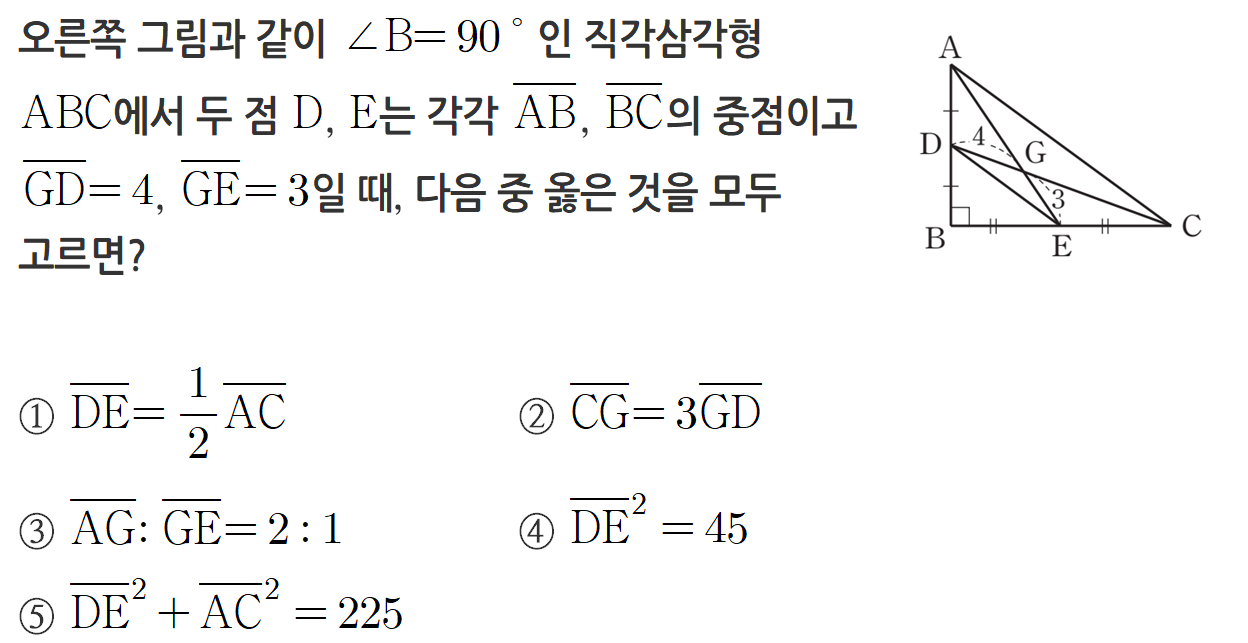 오른쪽 그림과 같이 ∠B=90°인 직각삼각형
ABC에서 두 점 D, E는 각각 $\overline{AB}$, $\overline{BC}$의 중점이고
$\overline{GD}$=4, $\overline{GE}$=3일 때, 다음 중 옳은 것을 모두
고르면?
A
D 4 G
3
B E C
① $\overline{DE}=\frac{1}{2}\overline{AC}$ ② $\overline{CG}=3\overline{GD}$
③ $\overline{AG}:\overline{GE}=2:1$ ④ $\overline{DE}^2=45$
⑤ $\overline{DE}^2+\overline{AC}^2=225$